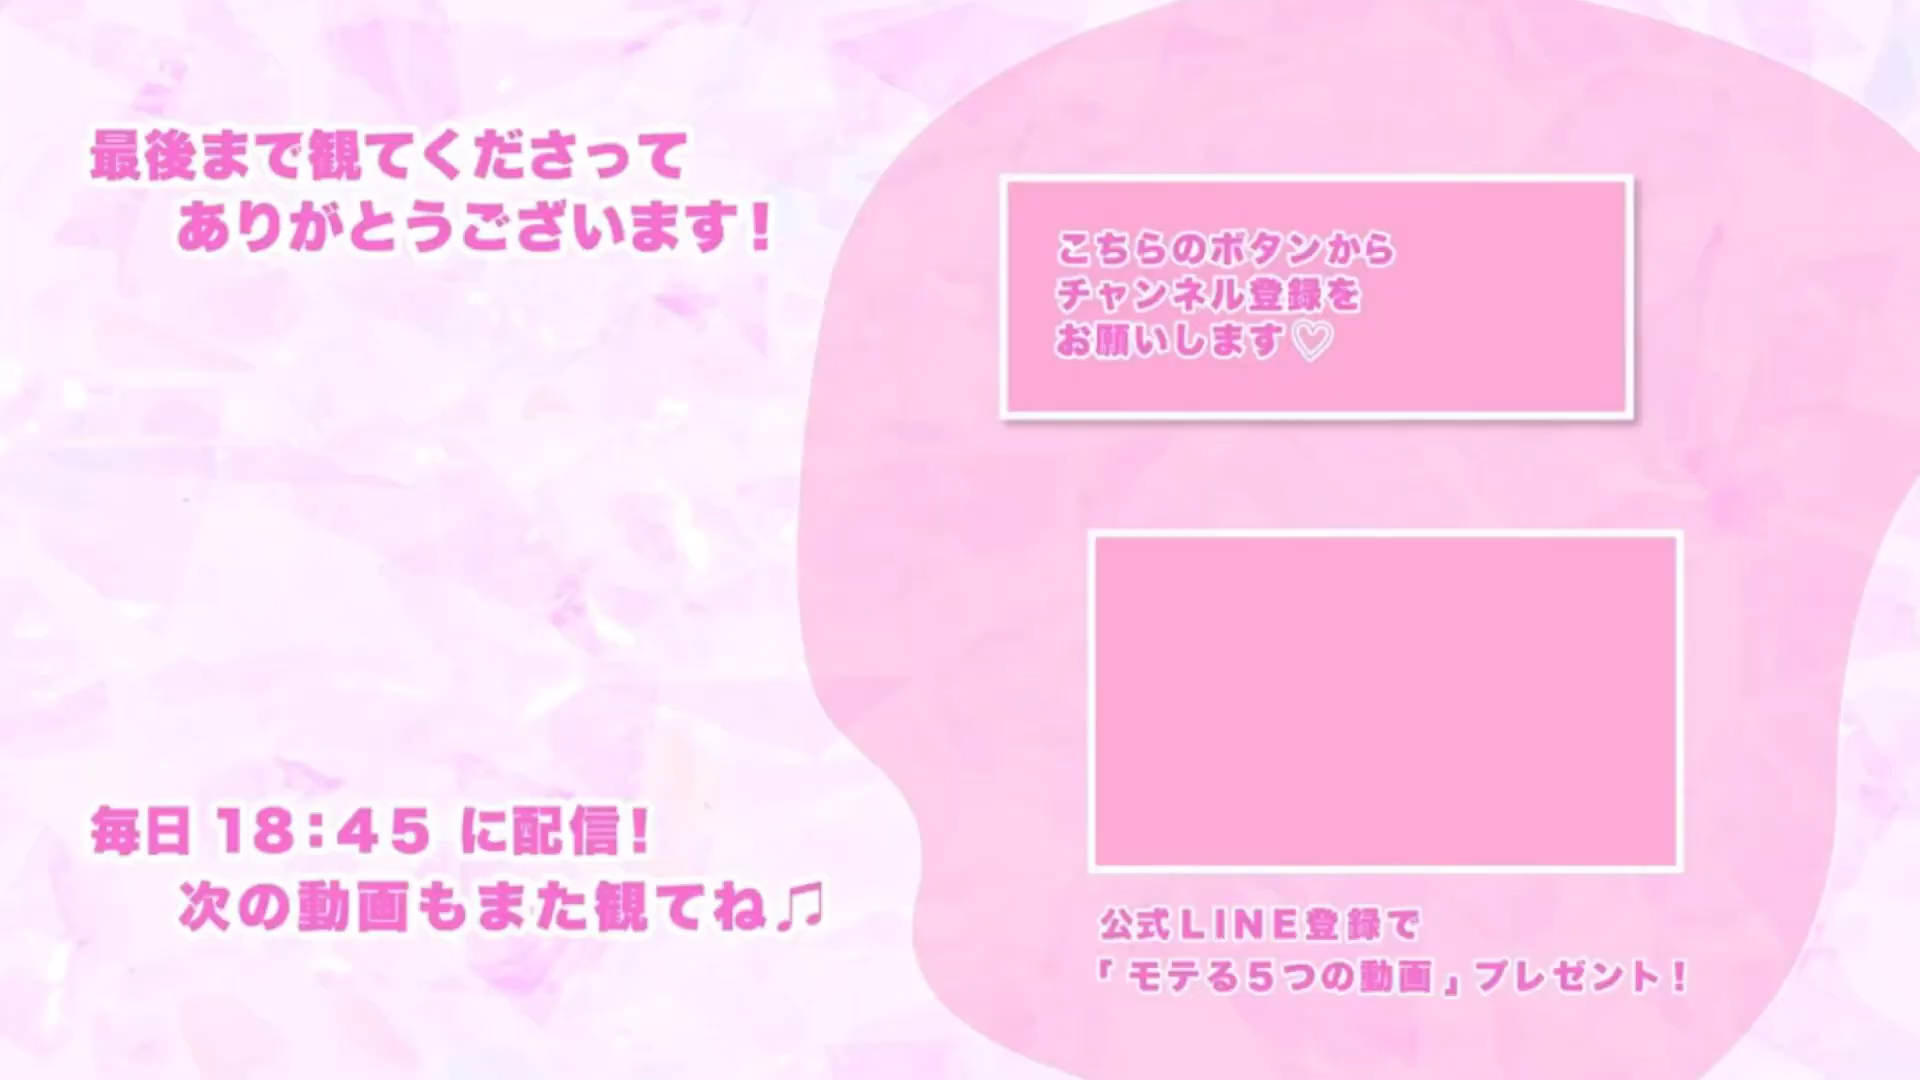 最後まで観てくださって
ありがとうございます！
こちらのボタンから
チャンネル登録を
お願いします♡
毎日 18：45 に配信！
次の動画もまた観てね♫
公式LINE登録で
「モテる5つの動画」プレゼント！